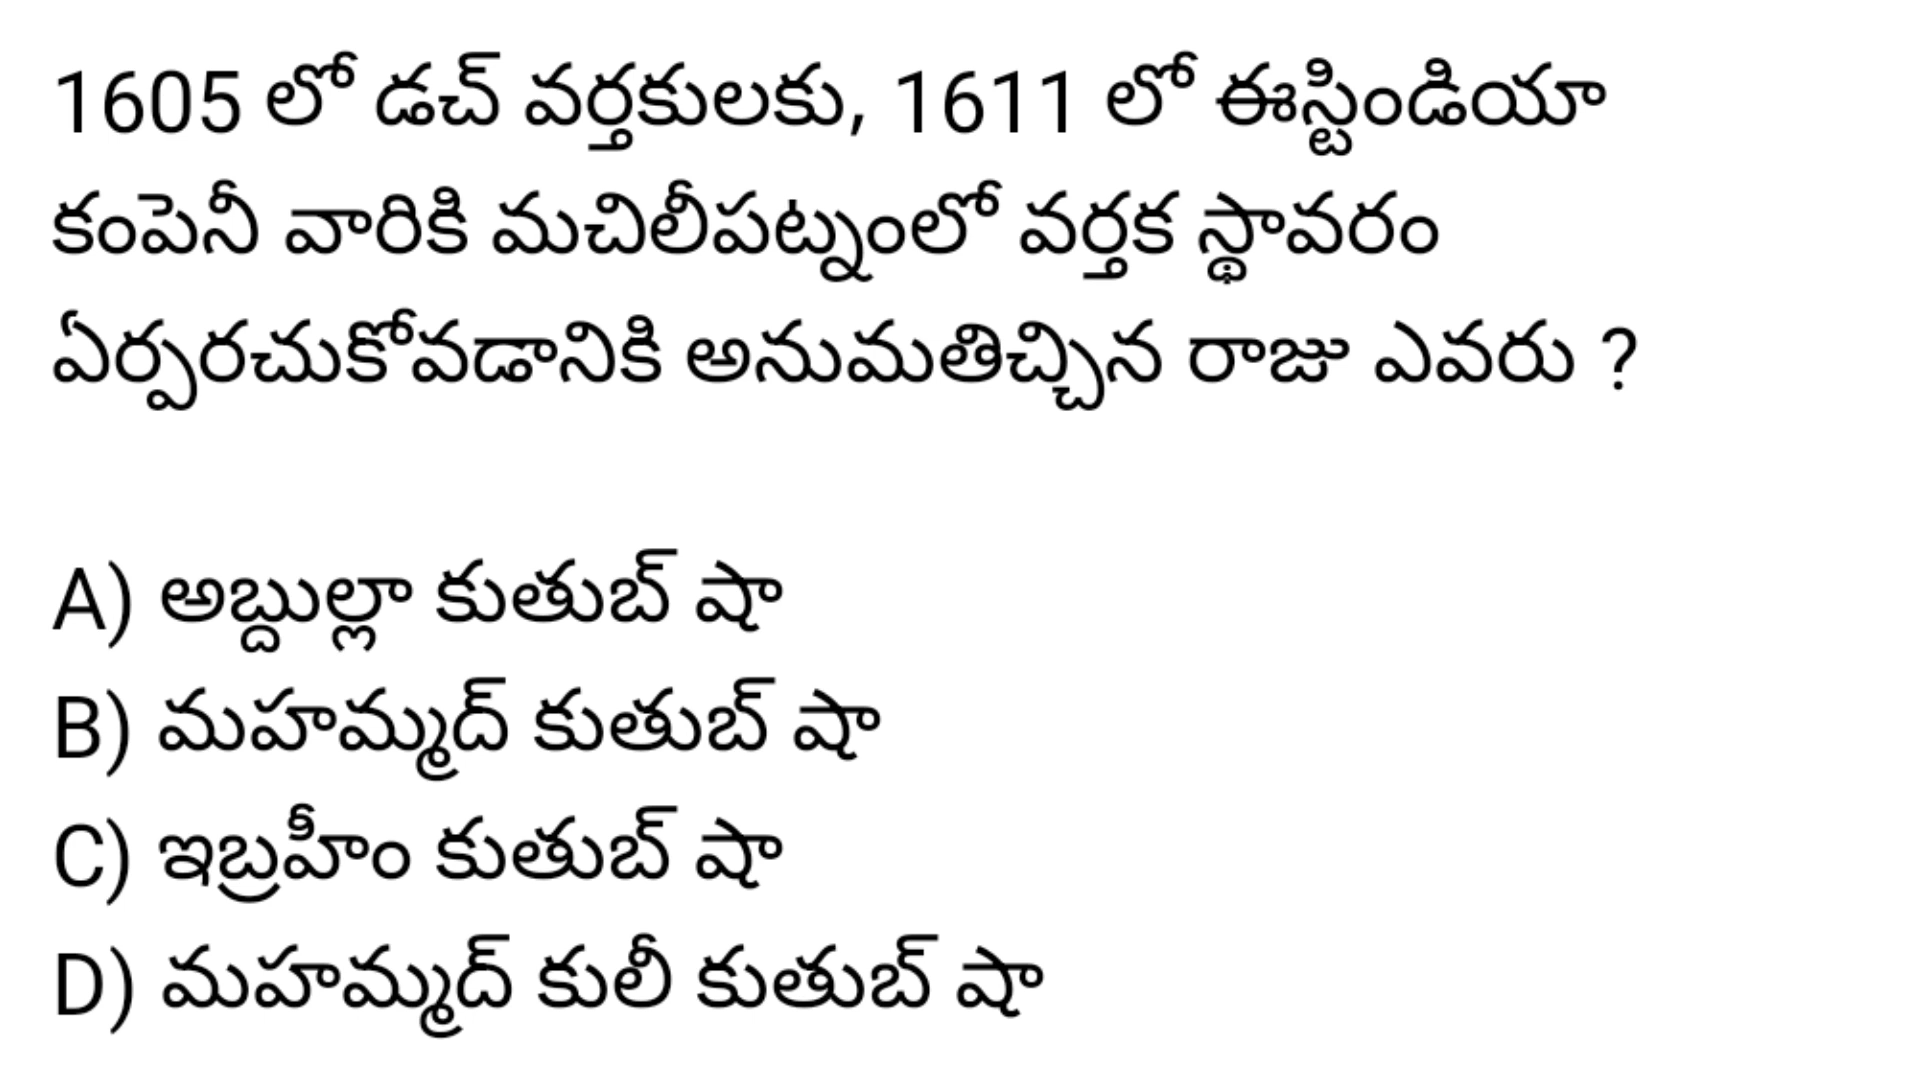 1605 లో డచ్ వర్తకులకు, 1611 లో ఈస్టిండియా
కంపెనీ వారికి మచిలీపట్నంలో వర్తక స్థావరం
ఏర్పరచుకోవడానికి అనుమతిచ్చిన రాజు ఎవరు ?
A) అబ్దుల్లా కుతుబ్ షా
B) మహమ్మద్ కుతుబ్ షా
C) ఇబ్రహీం కుతుబ్ షా
D) మహమ్మద్ కులీ కుతుబ్ షా